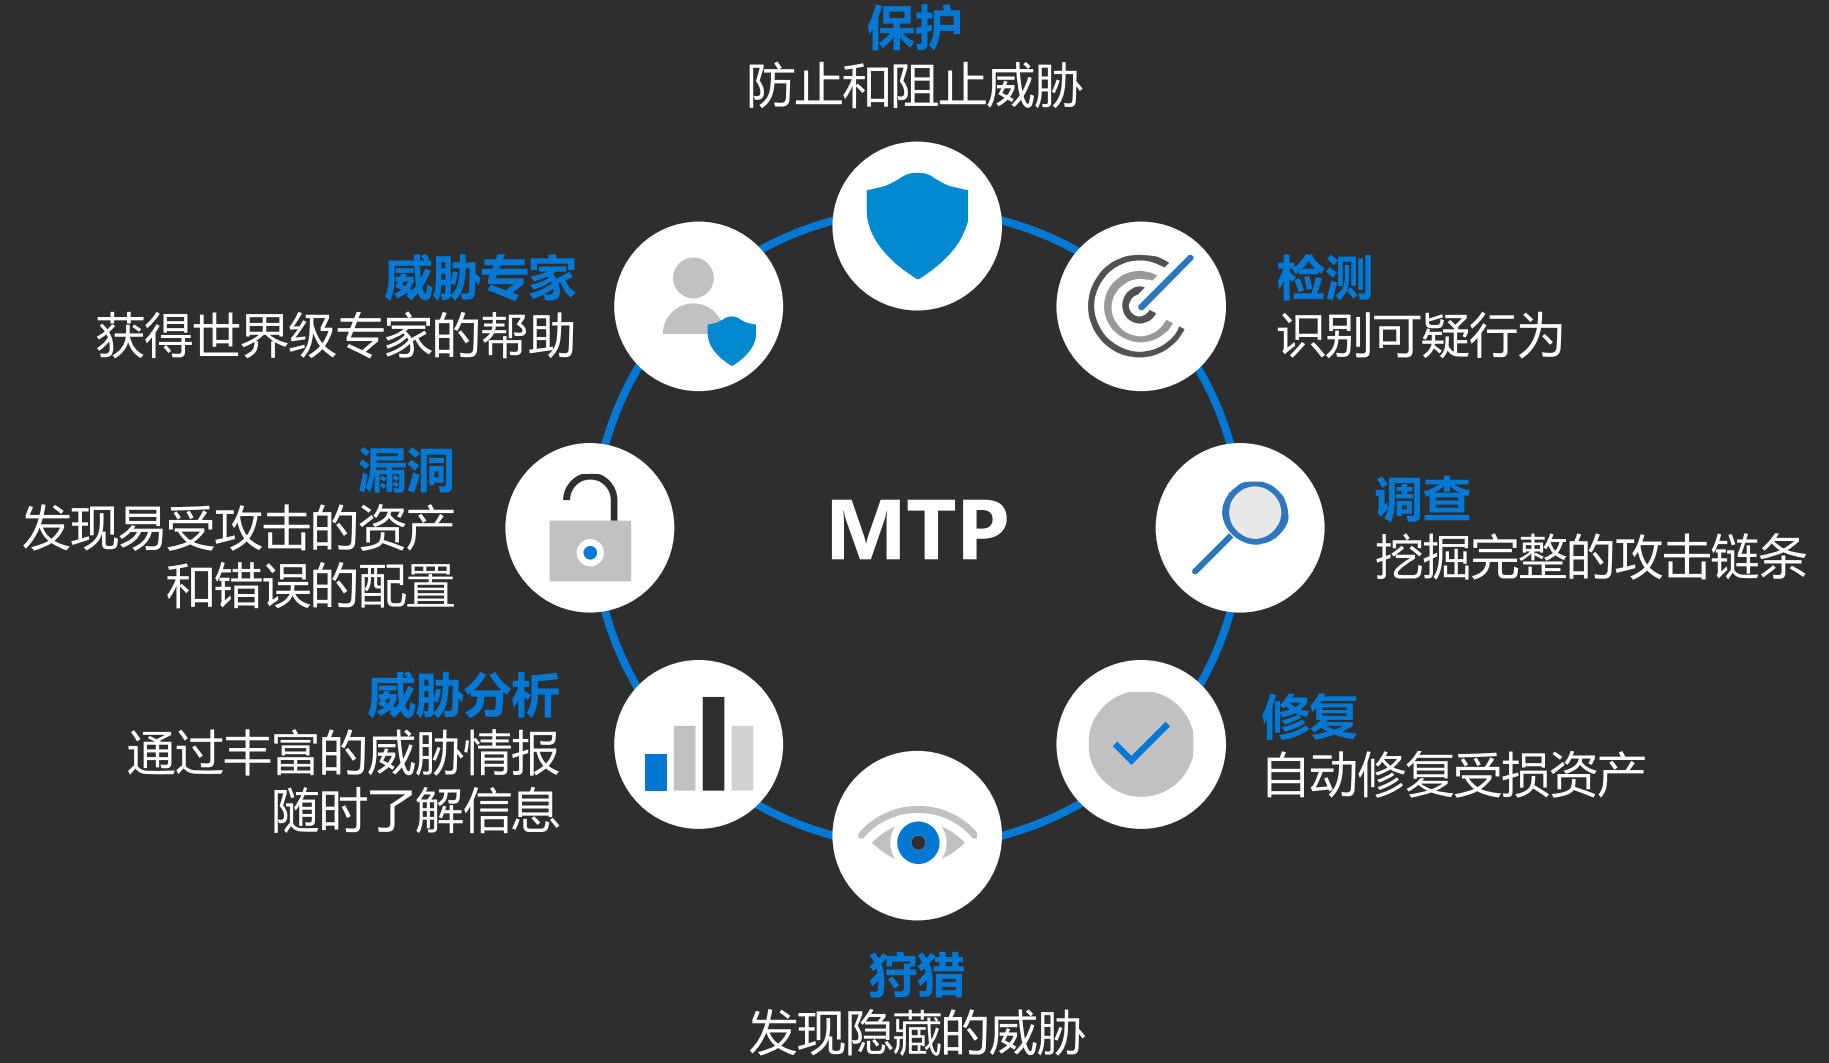 保护
防止和阻止威胁
威胁专家
获得世界级专家的帮助
检测
识别可疑行为
漏洞
发现易受攻击的资产
和错误的配置
MTP
调查
挖掘完整的攻击链条
威胁分析
通过丰富的威胁情报
随时了解信息
修复
自动修复受损资产
狩猎
发现隐藏的威胁